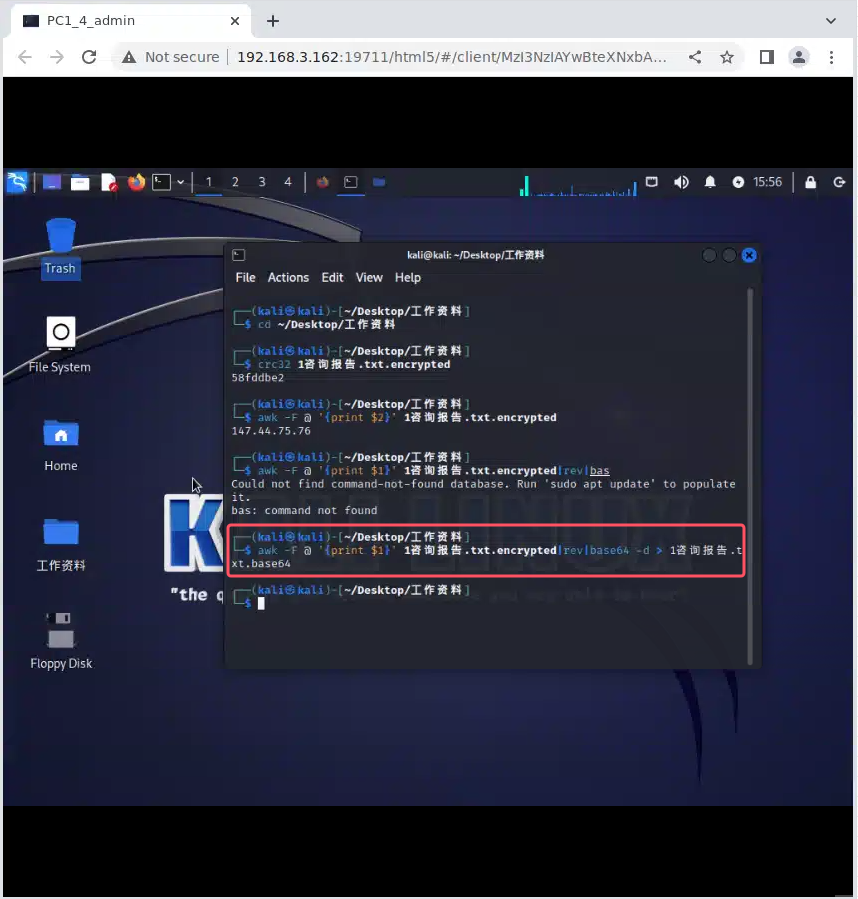 PC1_4_admin
Not secure
192.168.3.162:19711/html5/#/client/MzI3NzIAYwBteXNxbA...
1 2 3 4
15:56
Trash
File System
Home
工作资料
Floppy Disk
kali@kali: ~/Desktop/工作资料
File Actions Edit View Help
┌──(kali㉿kali)-[~/Desktop/工作资料]
└─$ cd ~/Desktop/工作资料
┌──(kali㉿kali)-[~/Desktop/工作资料]
└─$ crc32 1咨询报告.txt.encrypted
58fddbe2
┌──(kali㉿kali)-[~/Desktop/工作资料]
└─$ awk -F @ '{print $2}' 1咨询报告.txt.encrypted
147.44.75.76
┌──(kali㉿kali)-[~/Desktop/工作资料]
└─$ awk -F @ '{print $1}' 1咨询报告.txt.encrypted|rev|bas
Could not find command-not-found database. Run 'sudo apt update' to populate
it.
bas: command not found
┌──(kali㉿kali)-[~/Desktop/工作资料]
└─$ awk -F @ '{print $1}' 1咨询报告.txt.encrypted|rev|base64 -d > 1咨询报告.t
xt.base64
┌──(kali㉿kali)-[~/Desktop/工作资料]
└─$
K
"the q